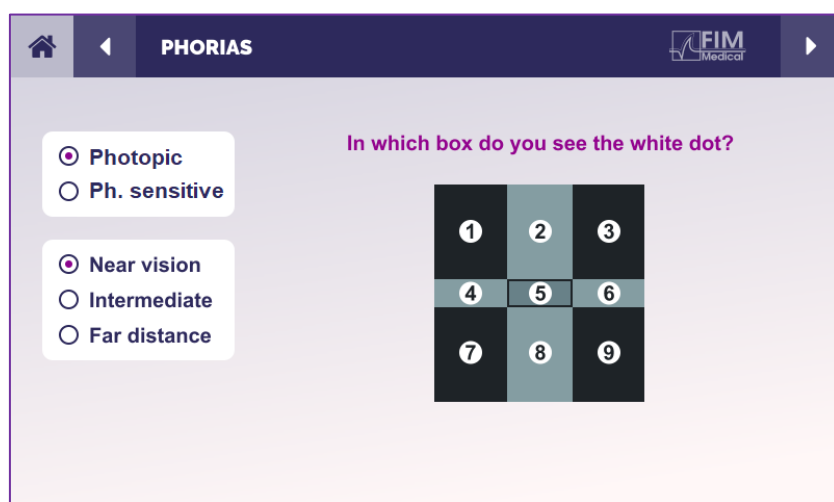 PHORIAS
FIM
Medical
Photopic
Ph. sensitive
Near vision
Intermediate
Far distance
In which box do you see the white dot?
1 2 3
4 5 6
7 8 9